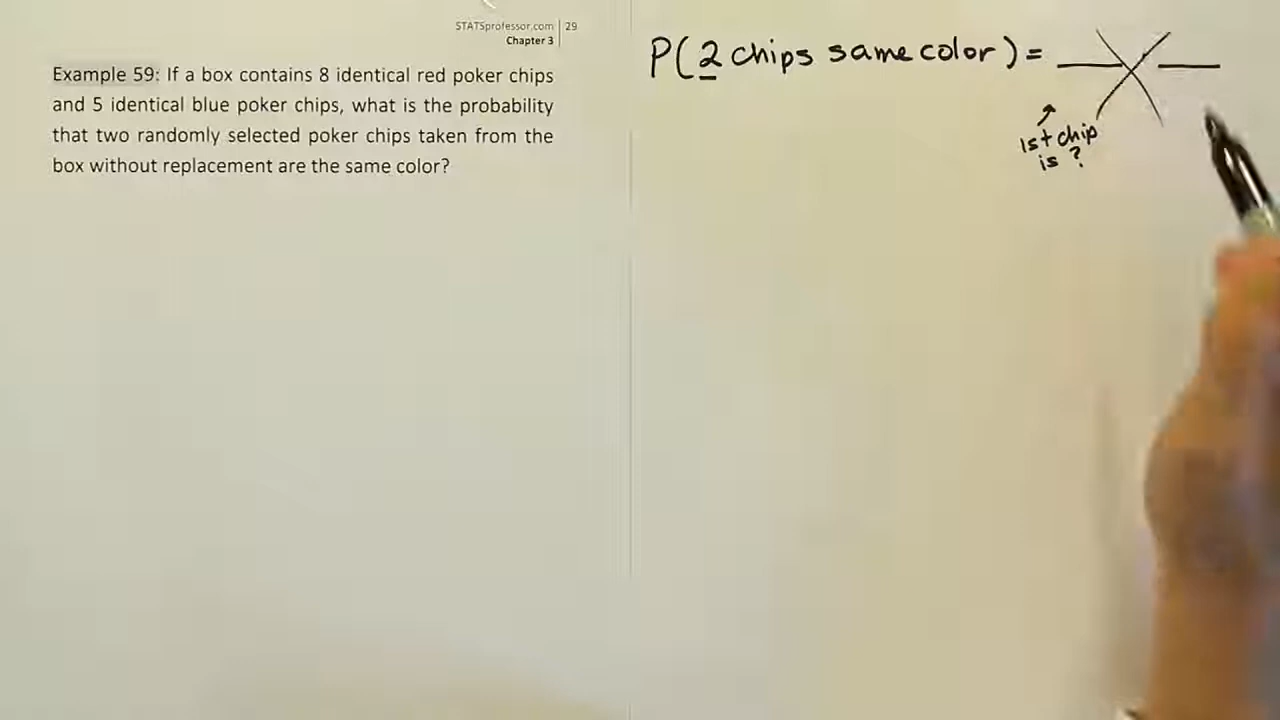 STATSprofessor.com | 29
Chapter 3
Example 59: If a box contains 8 identical red poker chips
and 5 identical blue poker chips, what is the probability
that two randomly selected poker chips taken from the
box without replacement are the same color?
P(2 chips same color) =
1st chip
is ?